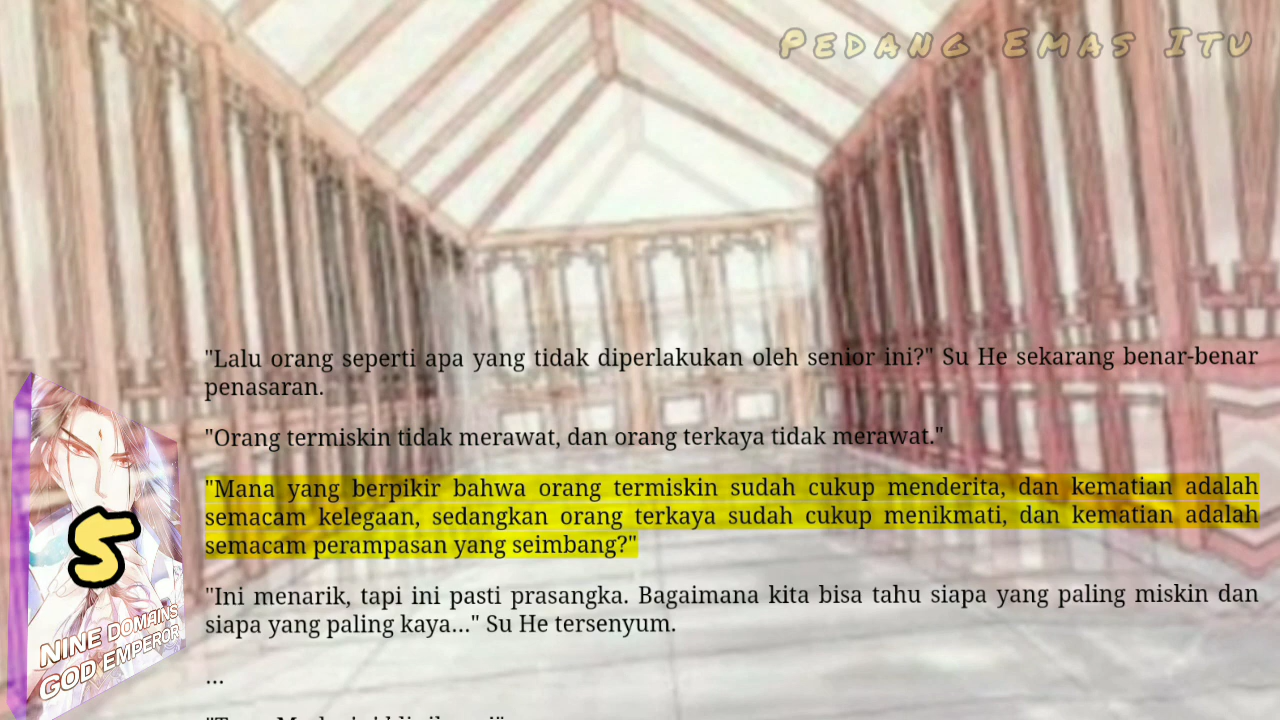 PEDANG EMAS ITU
"Lalu orang seperti apa yang tidak diperlakukan oleh senior ini?" Su He sekarang benar-benar
penasaran.
"Orang termiskin tidak merawat, dan orang terkaya tidak merawat."
"Mana yang berpikir bahwa orang termiskin sudah cukup menderita, dan kematian adalah
semacam kelegaan, sedangkan orang terkaya sudah cukup menikmati, dan kematian adalah
semacam perampasan yang seimbang?"
"Ini menarik, tapi ini pasti prasangka. Bagaimana kita bisa tahu siapa yang paling miskin dan
siapa yang paling kaya..." Su He tersenyum.
...
S
NINE DOMAINS
GOD EMPEROR